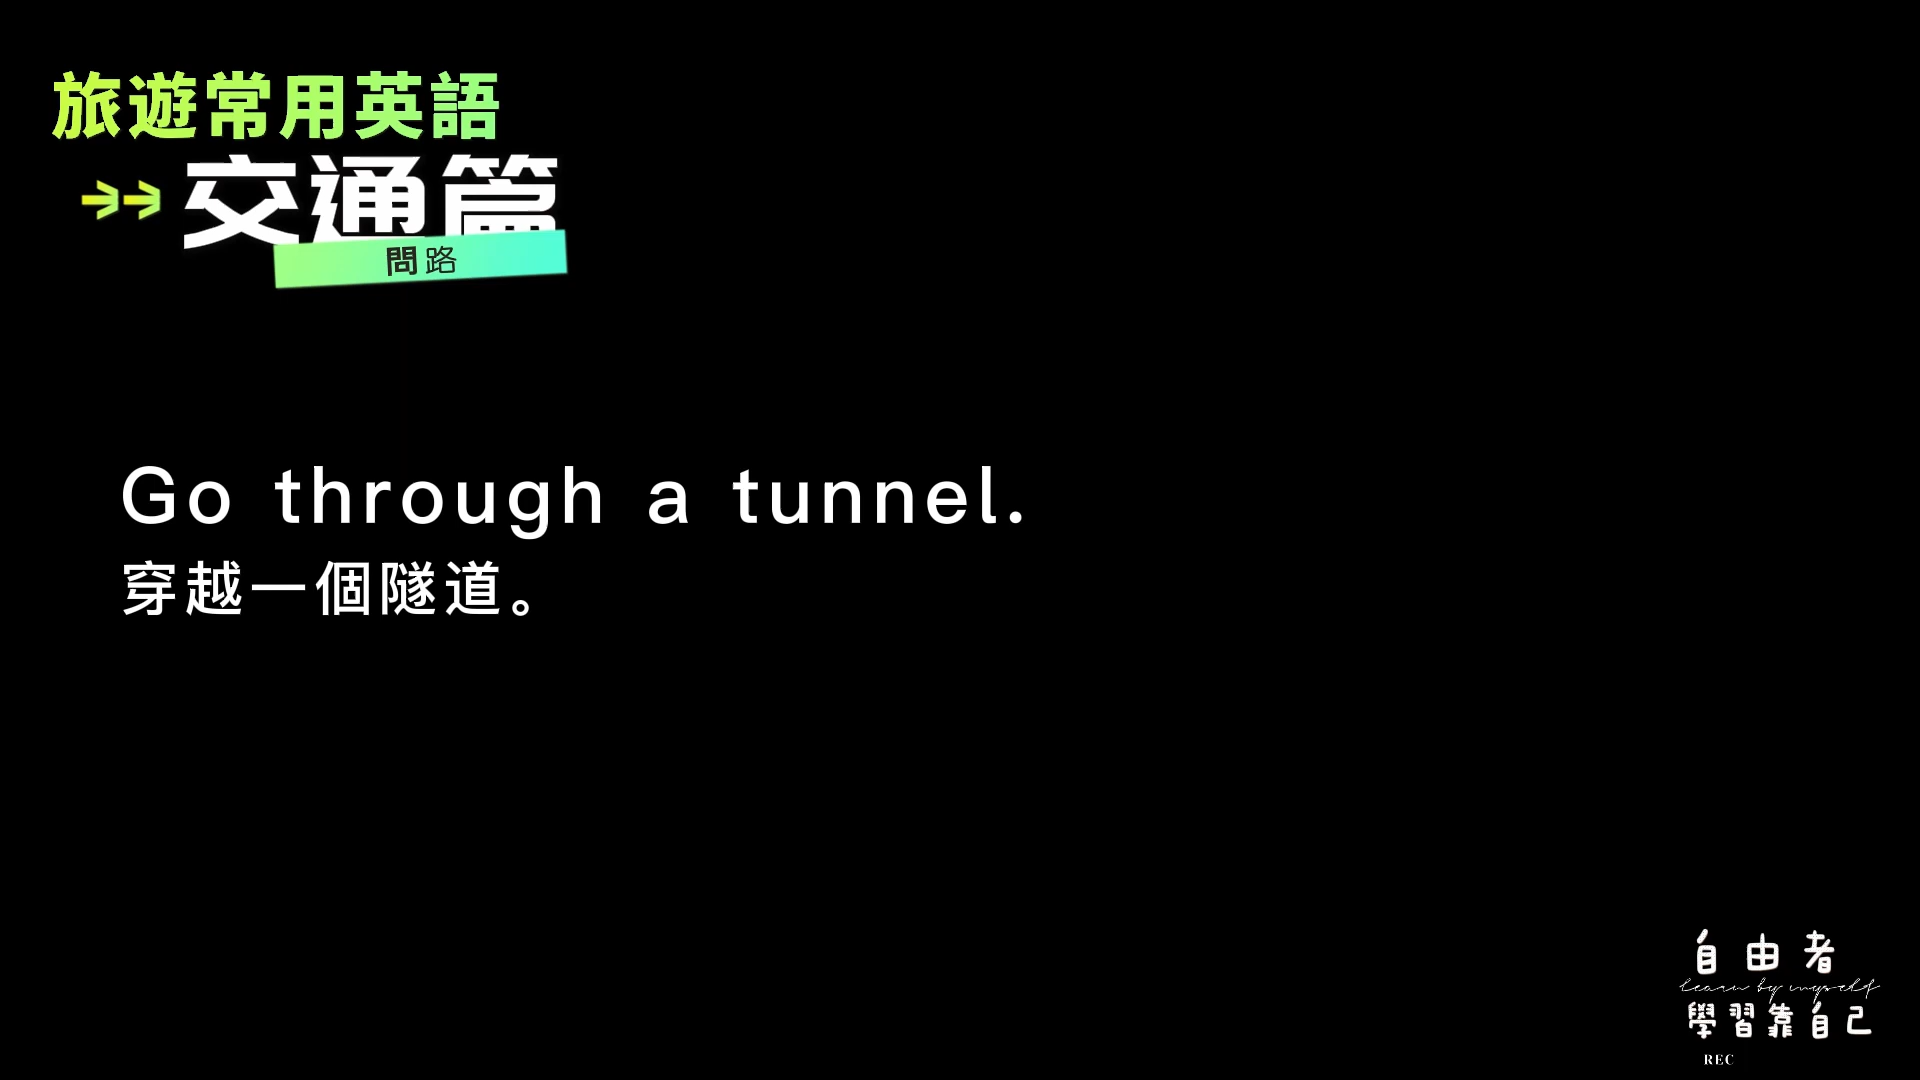 旅遊常用英語
交通篇
問路
Go through a tunnel.
穿越一個隧道。
自由者
learn by myself
學習靠自己
REC